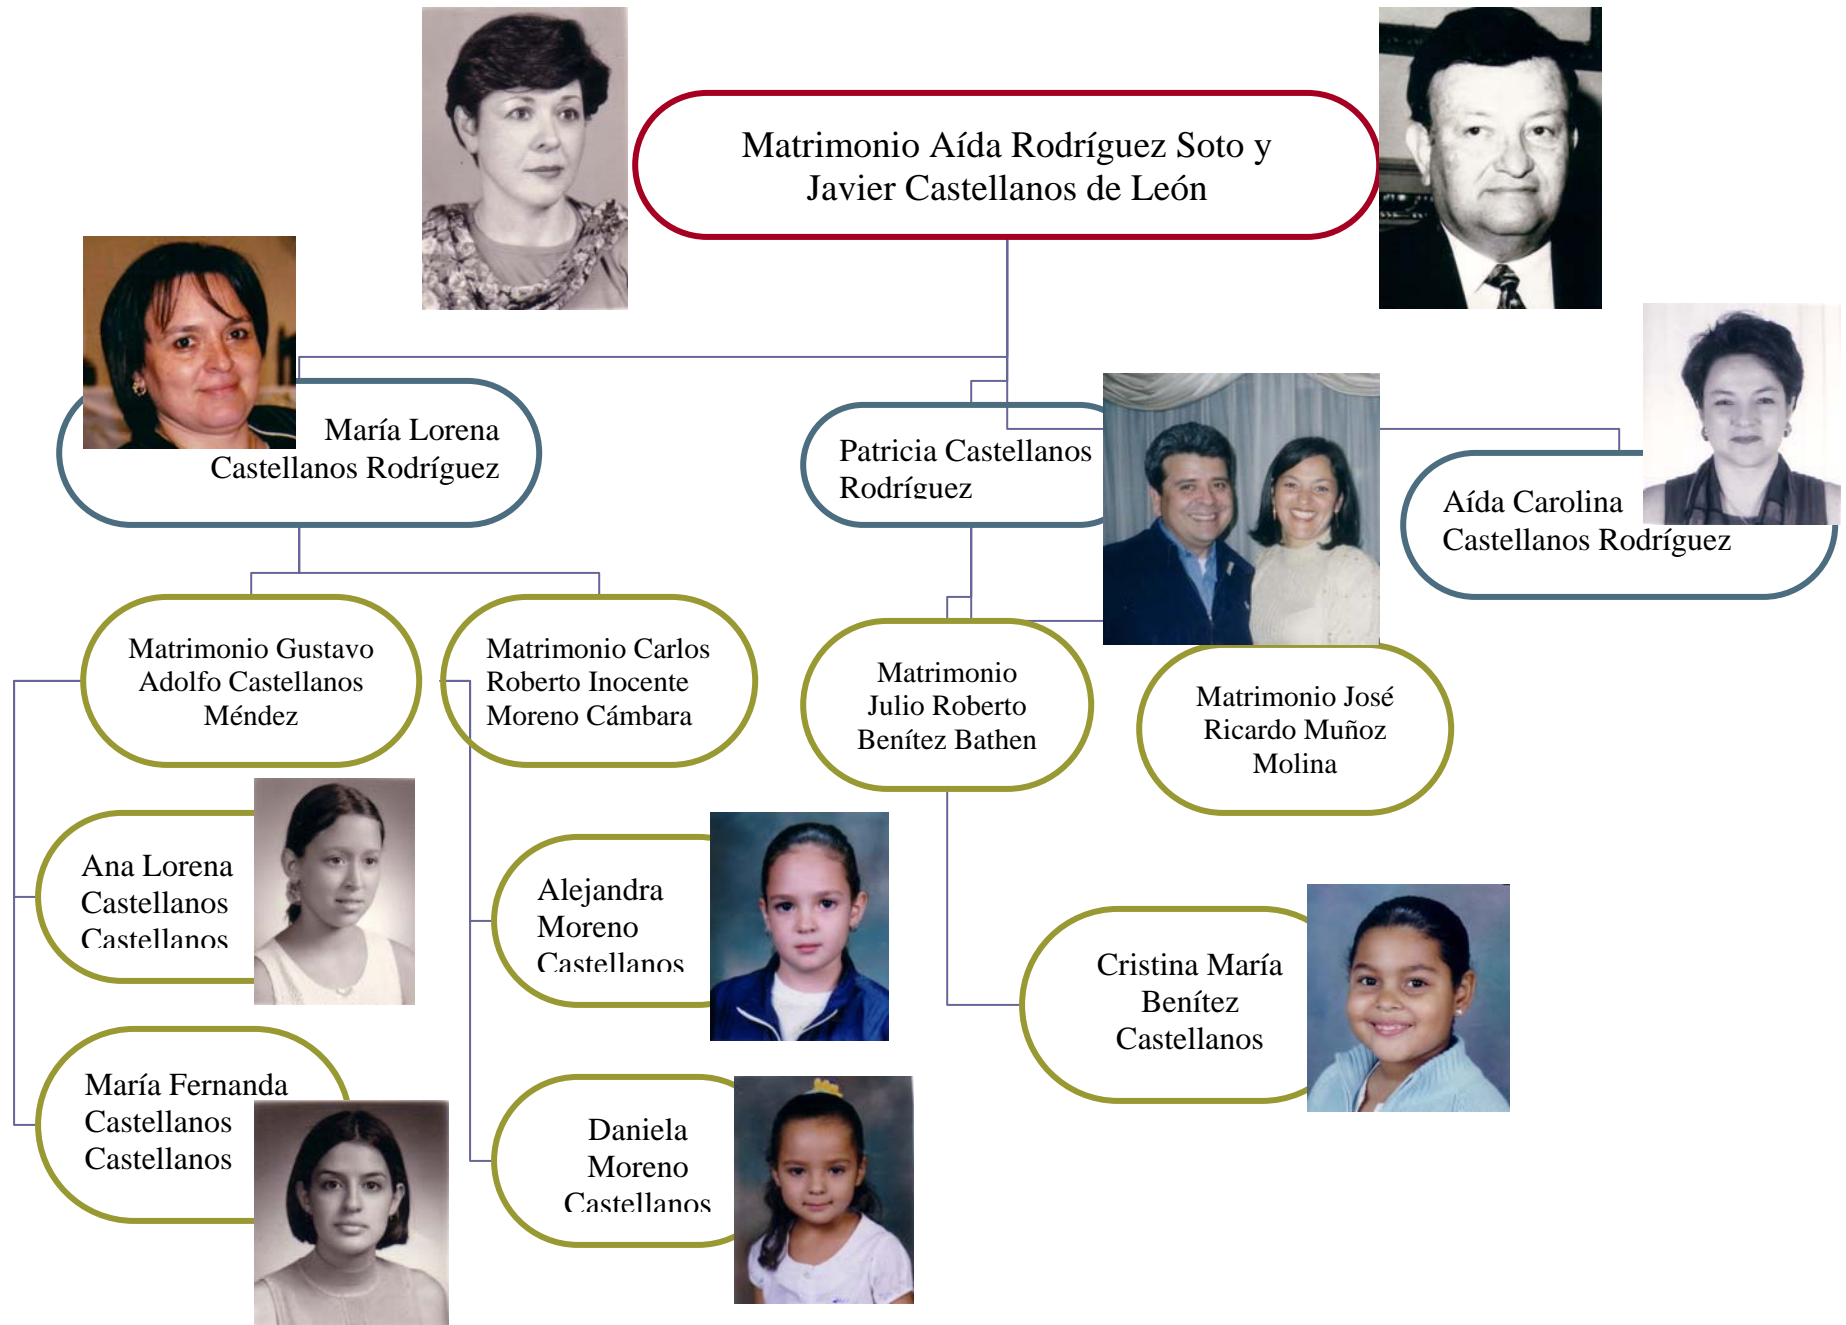 Matrimonio Aída Rodríguez Soto y
Javier Castellanos de León
María Lorena
Castellanos Rodríguez
Patricia Castellanos
Rodríguez
Aída Carolina
Castellanos Rodríguez
Matrimonio Gustavo
Adolfo Castellanos
Méndez
Matrimonio Carlos
Roberto Inocente
Moreno Cámbara
Matrimonio
Julio Roberto
Benítez Bathen
Matrimonio José
Ricardo Muñoz
Molina
Ana Lorena
Castellanos
Castellanos
Alejandra
Moreno
Castellanos
Cristina María
Benítez
Castellanos
María Fernanda
Castellanos
Castellanos
Daniela
Moreno
Castellanos